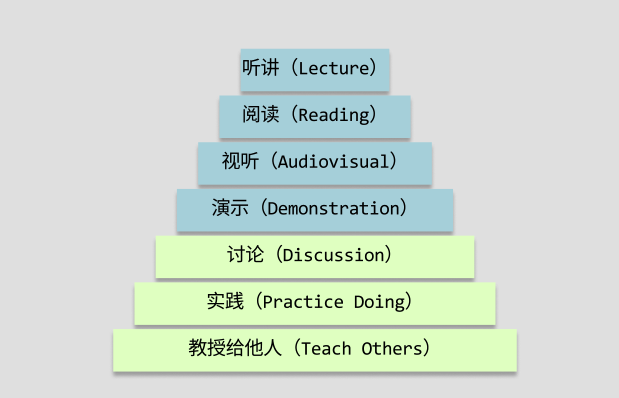 听讲（Lecture）
阅读（Reading）
视听（Audiovisual）
演示（Demonstration）
讨论（Discussion）
实践（Practice Doing）
教授给他人（Teach Others）